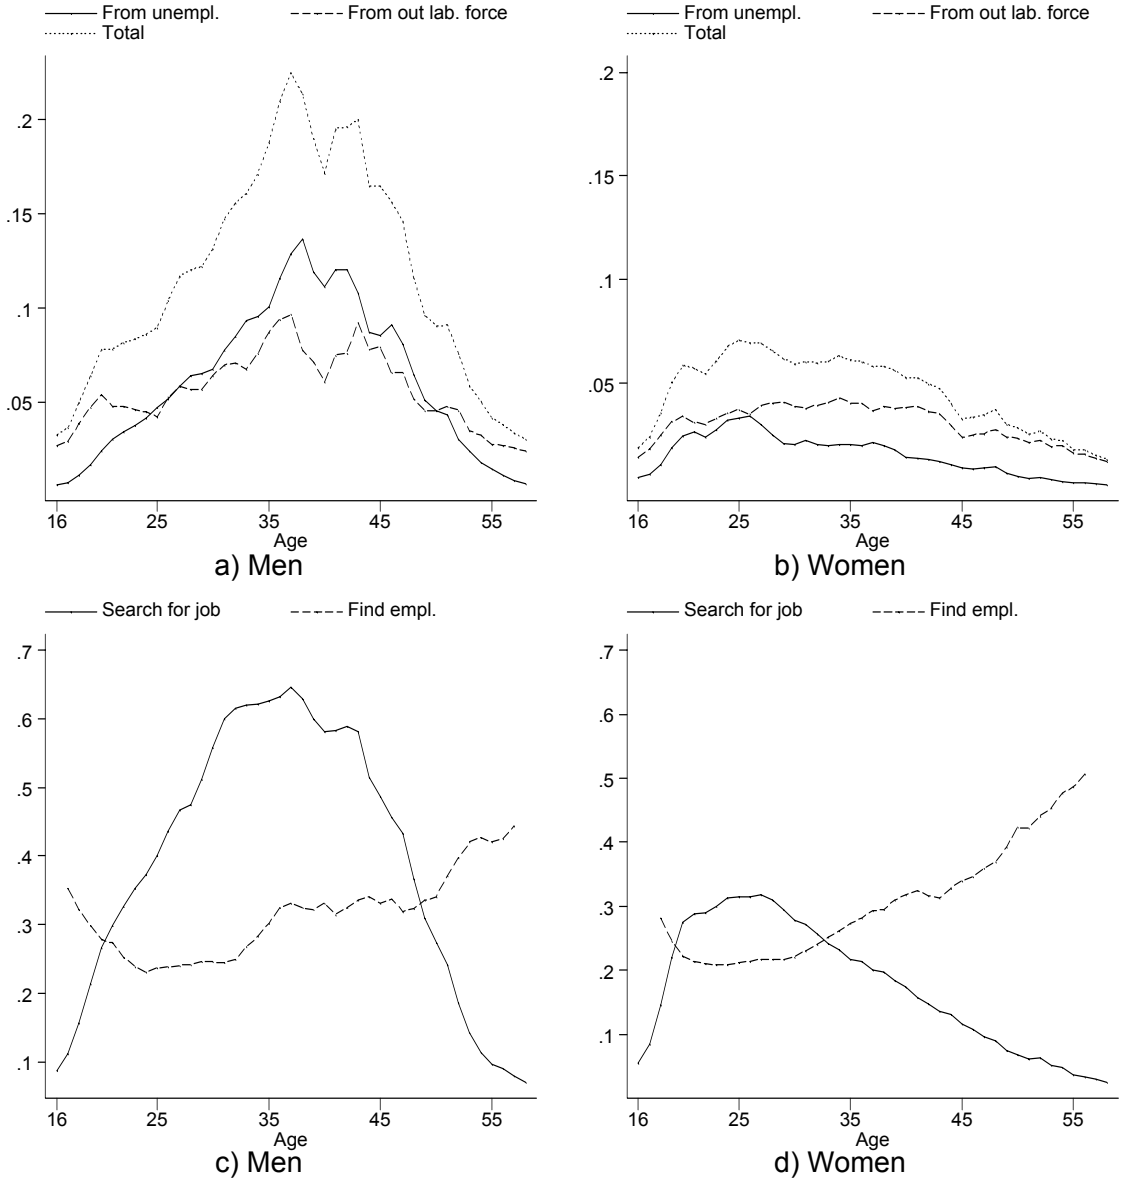 From unempl. From out lab. force
Total
.2
.15
.1
.05
16 25 35 45 55
Age
a) Men
From unempl. From out lab. force
Total
.2
.15
.1
.05
16 25 35 45 55
Age
b) Women
Search for job Find empl.
.7
.6
.5
.4
.3
.2
.1
16 25 35 45 55
Age
c) Men
Search for job Find empl.
.7
.6
.5
.4
.3
.2
.1
16 25 35 45 55
Age
d) Women